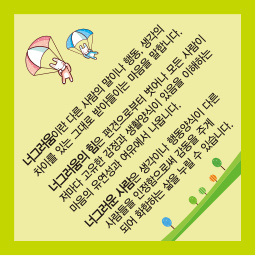 너그러움이란 다른 사람의 말이나 행동, 생각의
차이를 있는 그대로 받아들이는 마음을 말합니다.
너그러움의 힘은 편견으로부터 벗어나 모든 사람이
저마다 고유한 감정과 생활양식이 있음을 이해하는
마음의 유연성과 여유에서 나옵니다.
너그러운 사람은 생각이나 행동양식이 다른
사람들을 인정함으로써 감동을 주게
되어 화합하는 삶을 누릴 수 있습니다.